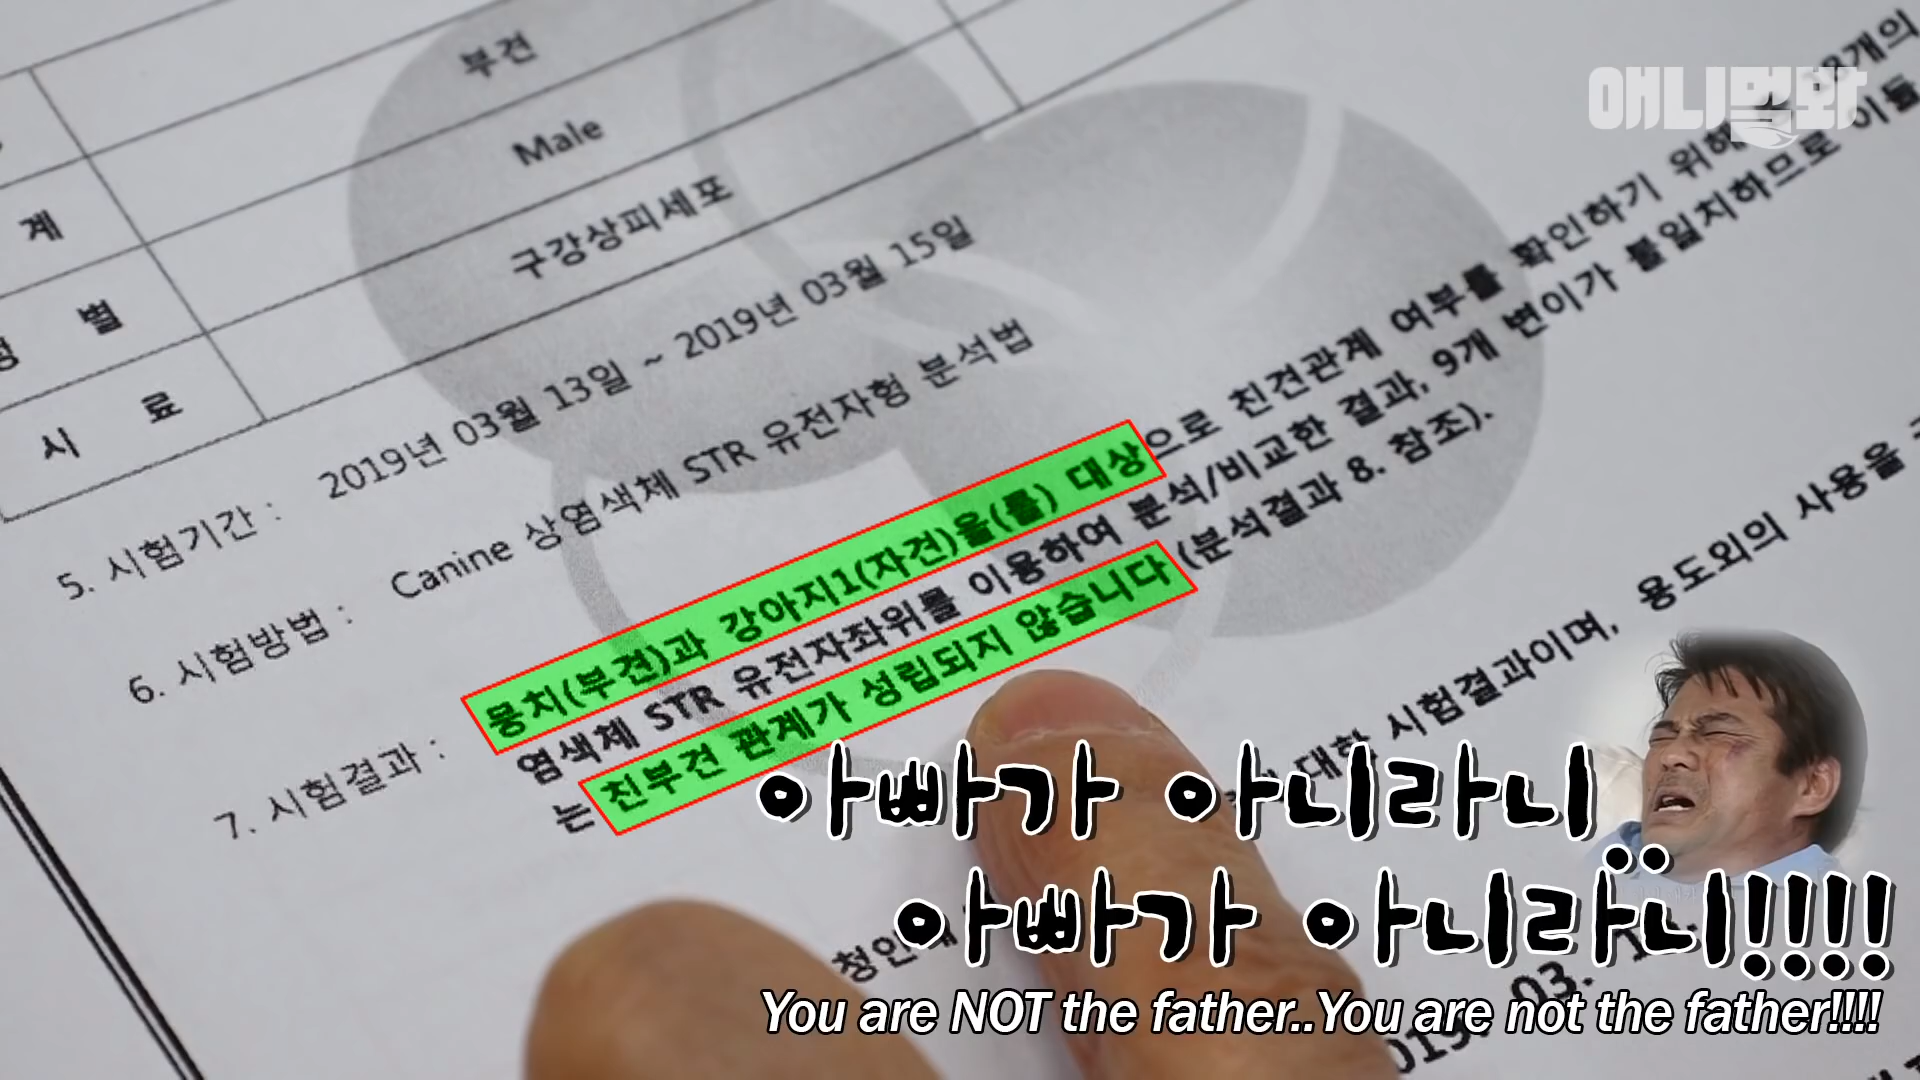 부견
Male
계
구강상피세포
별
시 료
애니멀봐
5. 시험기간 : 2019년 03월 13일 ~ 2019년 03월 15일
6. 시험방법 : Canine 상염색체 STR 유전자형 분석법
7. 시험결과 : 뭉치(부견)과 강아지1(자견)을(를) 대상으로 친견관계 여부를 확인하기 위해 개의
염색체 STR 유전자좌위를 이용하여 분석/비교한 결과, 9개 변이가 불일치하므로 이들
는 친부견 관계가 성립되지 않습니다 (분석결과 8. 참조).
대한 시험결과이며, 용도외의 사용을
아빠가 아니라니
아빠가 아니라니!!!!
청인
03.
You are NOT the father..You are not the father!!!!